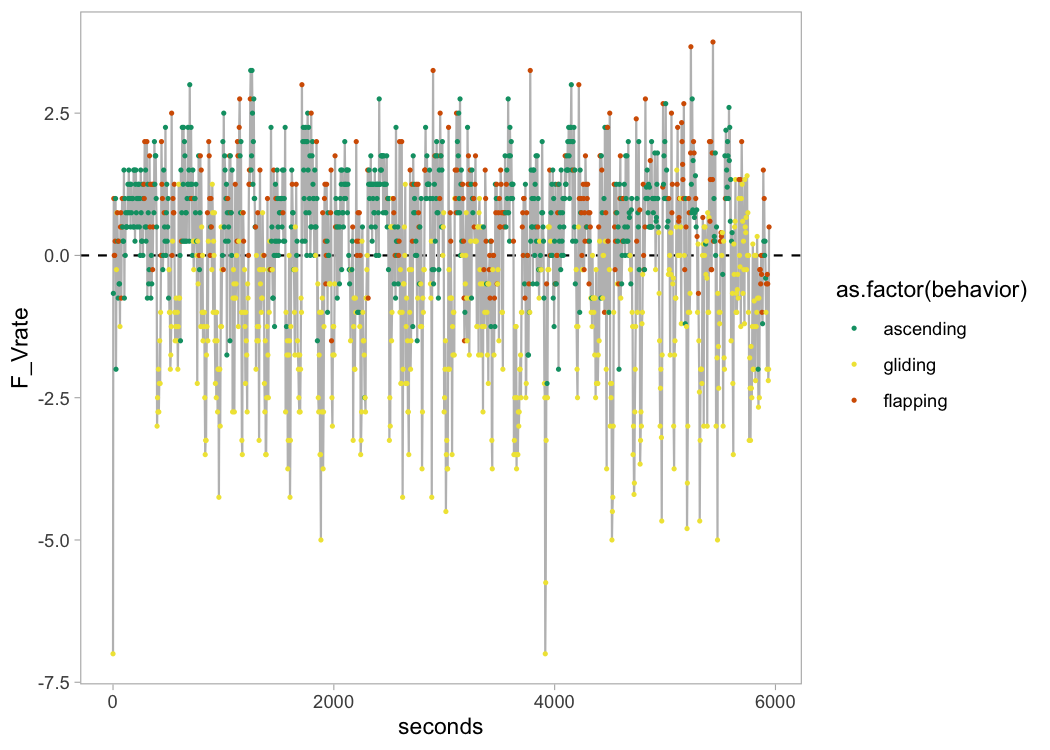 2.5
0.0
-2.5
-5.0
-7.5
F_Vrate
0 2000 4000 6000
seconds
as.factor(behavior)
ascending
gliding
flapping